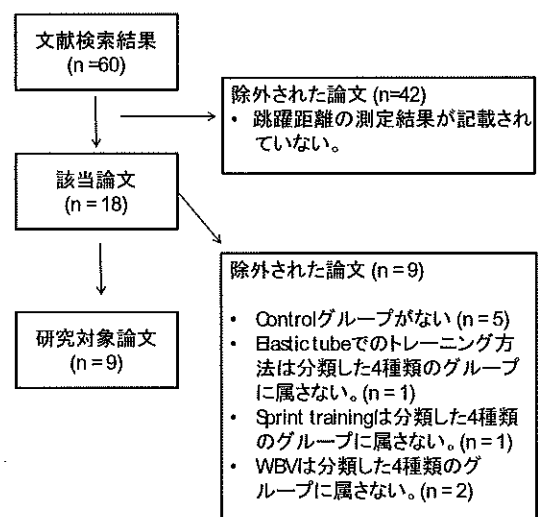 文献検索結果
(n =60)
除外された論文 (n=42)
• 跳躍距離の測定結果が記載され
ていない。
該当論文
(n = 18)
除外された論文 (n = 9)
• Controlグループがない (n = 5)
• Elastic tubeでのトレーニング方
法は分類した4種類のグループ
に属さない。(n = 1)
• Sprint trainingは分類した4種類
のグループに属さない。(n = 1)
• WBVは分類した4種類のグ
ループに属さない。(n = 2)
研究対象論文
(n = 9)